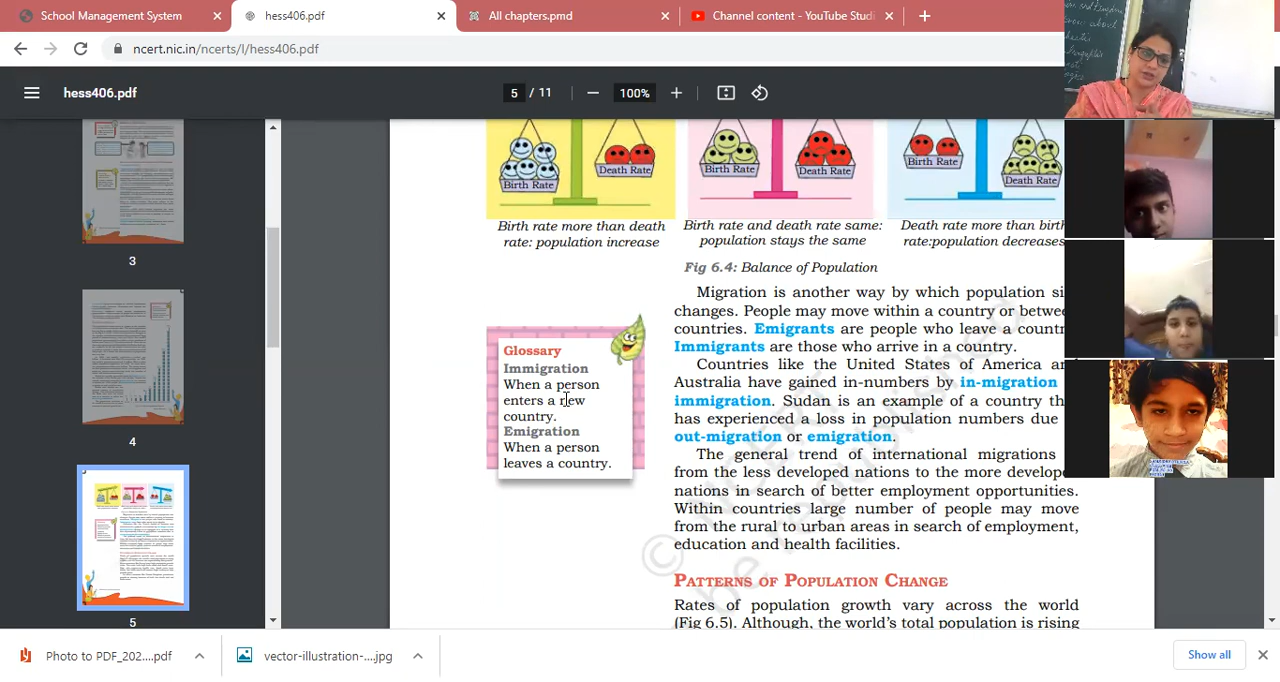 School Management System
hess406.pdf
All chapters.pmd
Channel content - YouTube Studi
ncert.nic.in/ncerts/l/hess406.pdf
hess406.pdf
5 / 11
100%
3
4
5
Birth Rate
Death Rate
Birth Rate
Death Rate
Birth Rate
Death Rate
Birth rate more than death
rate: population increase
Birth rate and death rate same:
population stays the same
Death rate more than birt
rate:population decreases
Fig 6.4: Balance of Population
Migration is another way by which population si
changes. People may move within a country or betwe
countries. Emigrants are people who leave a countr
Immigrants are those who arrive in a country.
Countries like the United States of America an
Australia have gained in-numbers by in-migration
immigration. Sudan is an example of a country th
has experienced a loss in population numbers due
out-migration or emigration.
The general trend of international migrations
from the less developed nations to the more develope
nations in search of better employment opportunities.
Within countries large number of people may move
from the rural to urban areas in search of employment,
education and health facilities.
Glossary
Immigration
When a person
enters a new
country.
Emigration
When a person
leaves a country.
PATTERNS OF POPULATION CHANGE
Rates of population growth vary across the world
(Fig 6.5). Although, the world's total population is rising
Photo to PDF_202....pdf
vector-illustration-....jpg
Show all